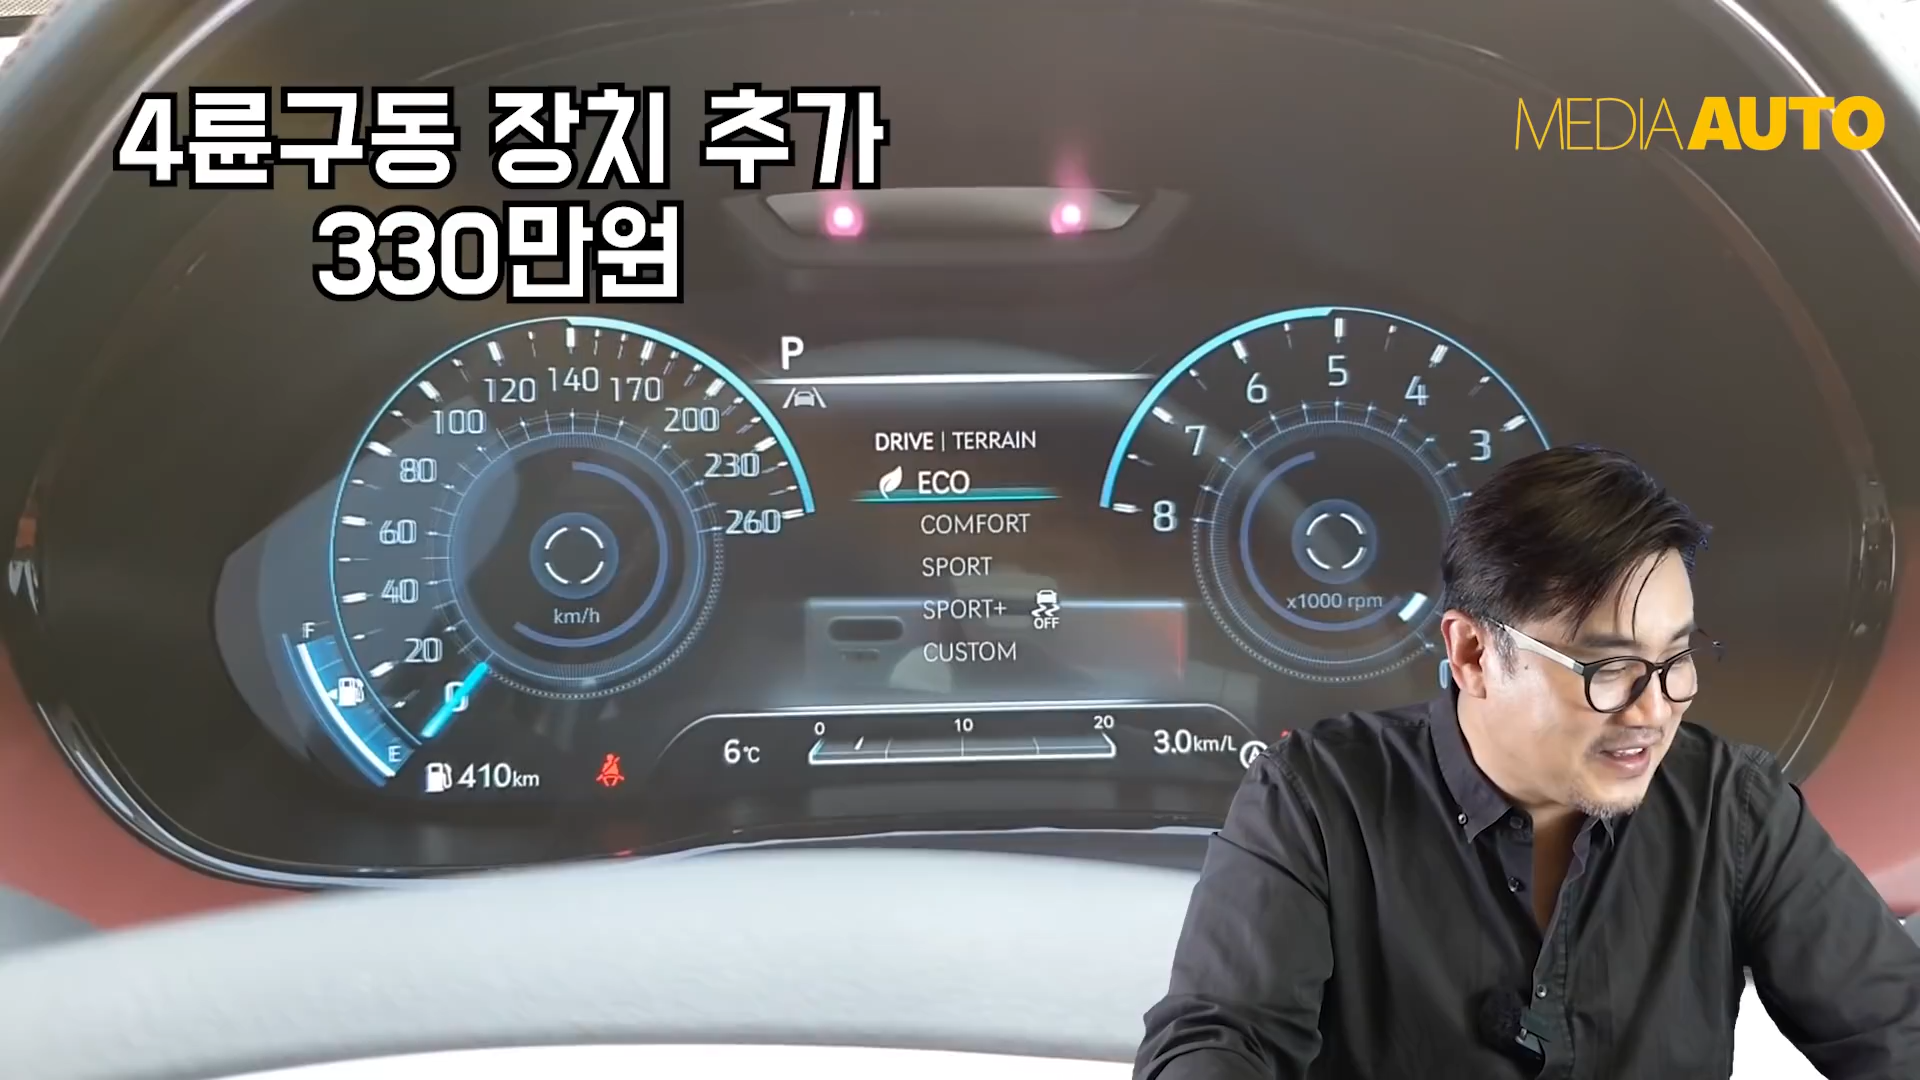 4륜구동 장치 추가
330만원
MEDIA AUTO
P
DRIVE | TERRAIN
ECO
COMFORT
SPORT
SPORT+
OFF
CUSTOM
0
20
40
60
80
100
120
140
170
200
230
260
km/h
8
7
6
5
4
3
x1000 rpm
F
E
410km
6℃
0 10 20
3.0km/L
A